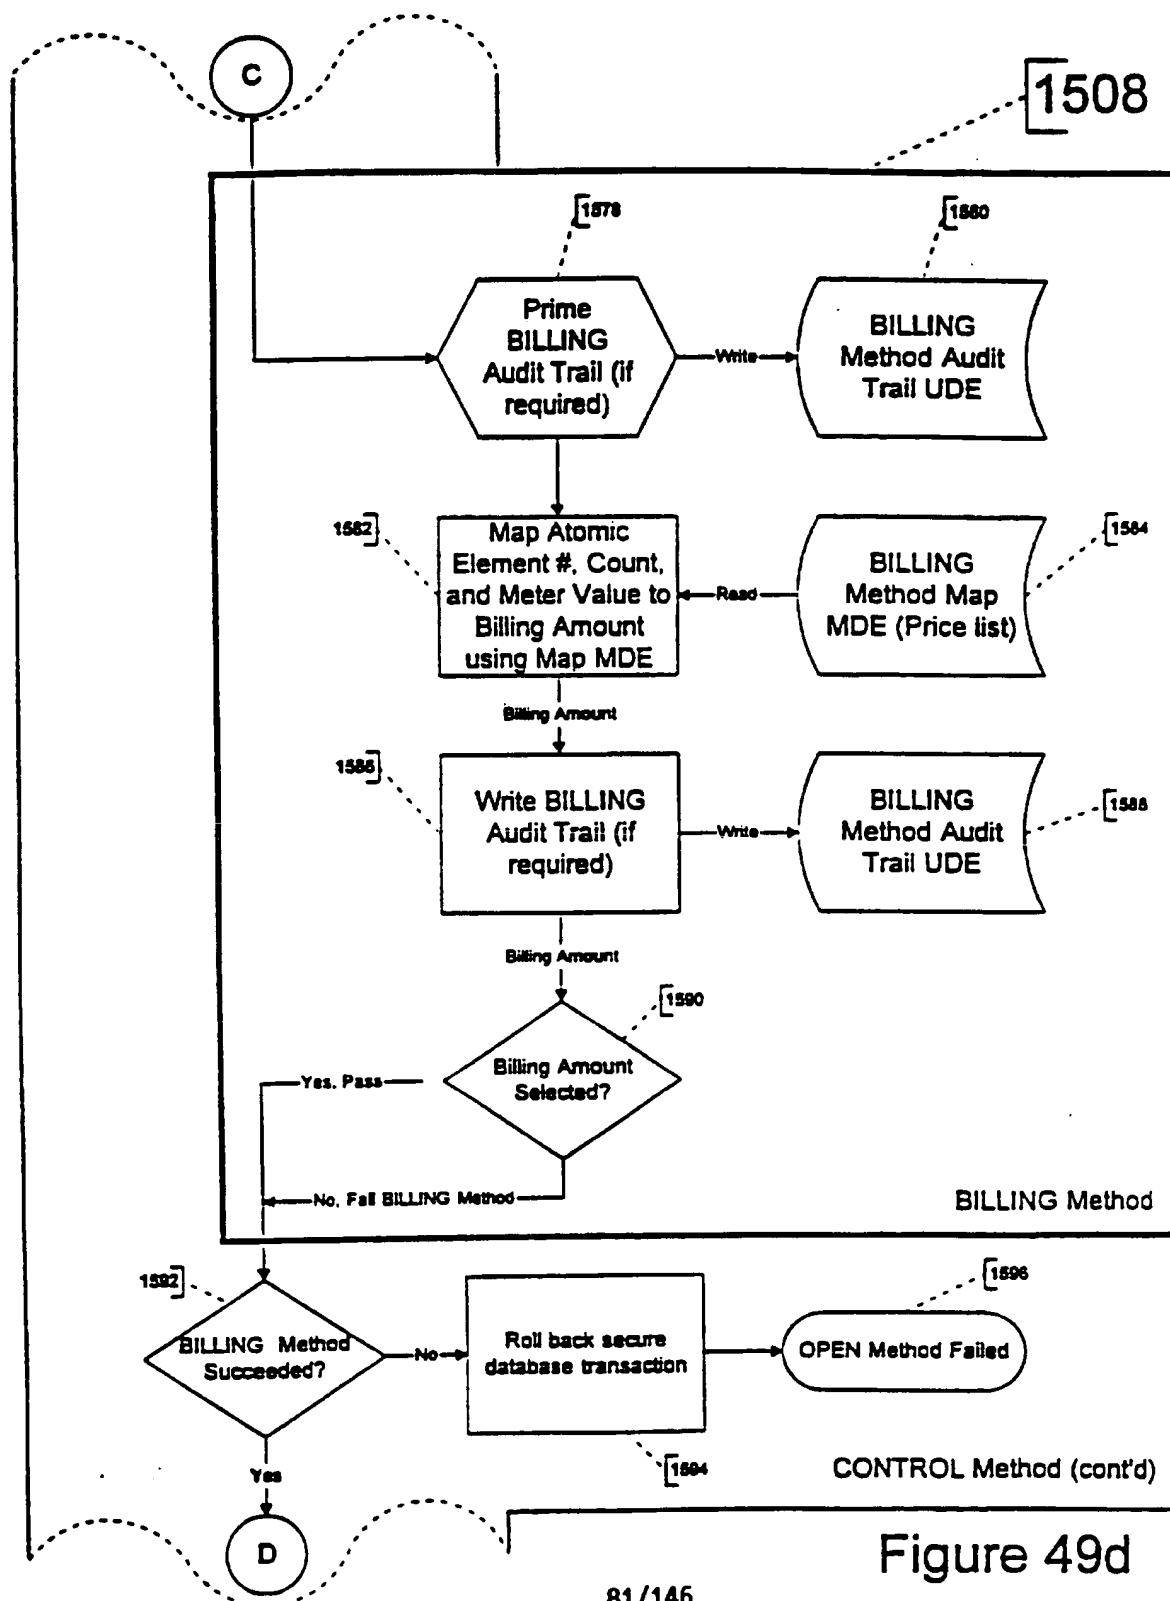 C
1508
1578
1580
Prime
BILLING
Audit Trail (if
required)
Write
BILLING
Method Audit
Trail UDE
1582
Map Atomic
Element #, Count,
and Meter Value to
Billing Amount
using Map MDE
Read
BILLING
Method Map
MDE (Price list)
1584
Billing Amount
1586
Write BILLING
Audit Trail (if
required)
Write
BILLING
Method Audit
Trail UDE
1588
Billing Amount
1590
Billing Amount
Selected?
Yes, Pass
No, Fail BILLING Method
BILLING Method
1592
BILLING Method
Succeeded?
No
Roll back secure
database transaction
1596
OPEN Method Failed
Yes
1594
CONTROL Method (cont'd)
D
Figure 49d
81/146